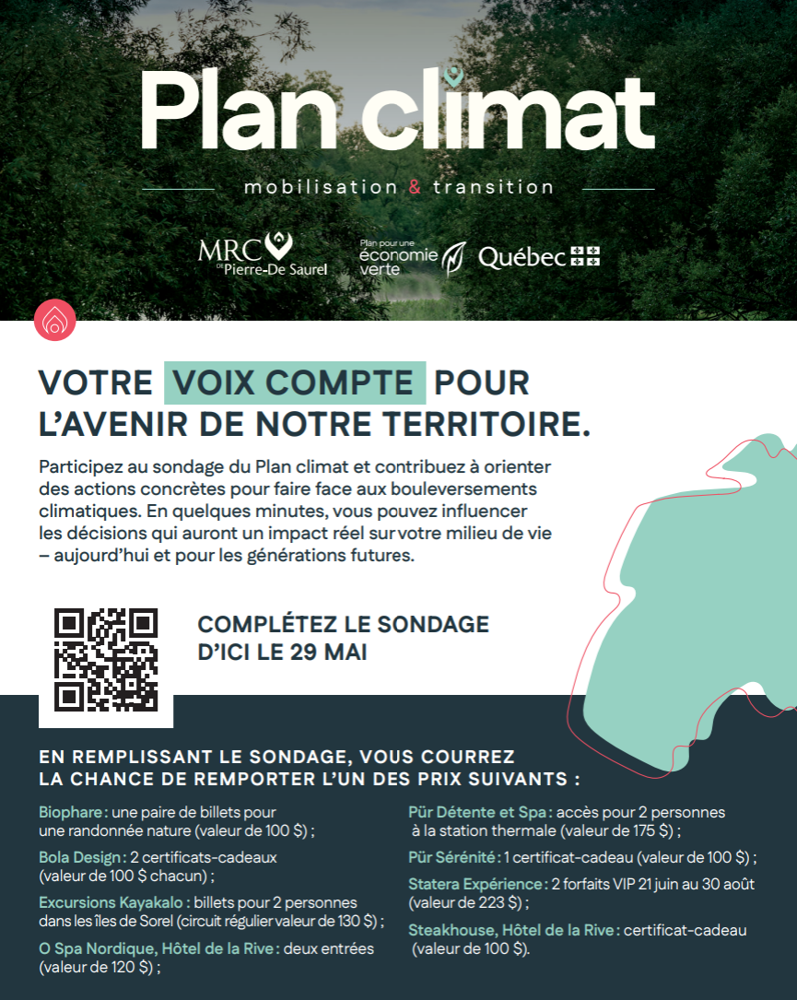 Plan climat
mobilisation & transition
MRC
DE Pierre-De Saurel
Plan pour une
économie
verte
Québec
VOTRE VOIX COMPTE POUR
L’AVENIR DE NOTRE TERRITOIRE.
Participez au sondage du Plan climat et contribuez à orienter
des actions concrètes pour faire face aux bouleversements
climatiques. En quelques minutes, vous pouvez influencer
les décisions qui auront un impact réel sur votre milieu de vie
– aujourd’hui et pour les générations futures.
COMPLÉTEZ LE SONDAGE
D’ICI LE 29 MAI
EN REMPLISSANT LE SONDAGE, VOUS COURREZ
LA CHANCE DE REMPORTER L’UN DES PRIX SUIVANTS :
Biophare : une paire de billets pour
une randonnée nature (valeur de 100 $) ;
Bola Design : 2 certificats-cadeaux
(valeur de 100 $ chacun) ;
Excursions Kayakalo : billets pour 2 personnes
dans les îles de Sorel (circuit régulier valeur de 130 $) ;
O Spa Nordique, Hôtel de la Rive : deux entrées
(valeur de 120 $) ;
Pür Détente et Spa : accès pour 2 personnes
à la station thermale (valeur de 175 $) ;
Pür Sérénité : 1 certificat-cadeau (valeur de 100 $) ;
Statera Expérience : 2 forfaits VIP 21 juin au 30 août
(valeur de 223 $) ;
Steakhouse, Hôtel de la Rive : certificat-cadeau
(valeur de 100 $).